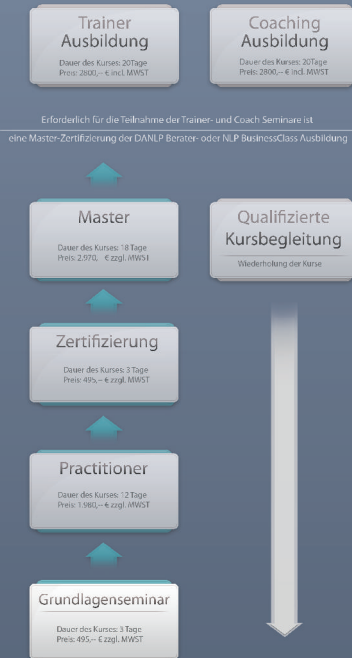 Trainer
Ausbildung
Dauer des Kurses: 20Tage
Preis: 2800,-- € incl. MWST
Coaching
Ausbildung
Dauer des Kurses: 20Tage
Preis: 2800,-- € incl. MWST
Erforderlich für die Teilnahme der Trainer- und Coach Seminare ist
eine Master-Zertifizierung der DANLP Berater- oder NLP BusinessClass Ausbildung
Master
Dauer des Kurses: 18 Tage
Preis: 2.970, € zzgl. MWST
Qualifizierte
Kursbegleitung
Wiederholung der Kurse
Zertifizierung
Dauer des Kurses: 3 Tage
Preis: 495,-- € zzgl. MWST
Practitioner
Dauer des Kurses: 12 Tage
Preis: 1.980,-- € zzgl. MWST
Grundlagenseminar
Dauer des Kurses: 3 Tage
Preis: 495,-- € zzgl. MWST